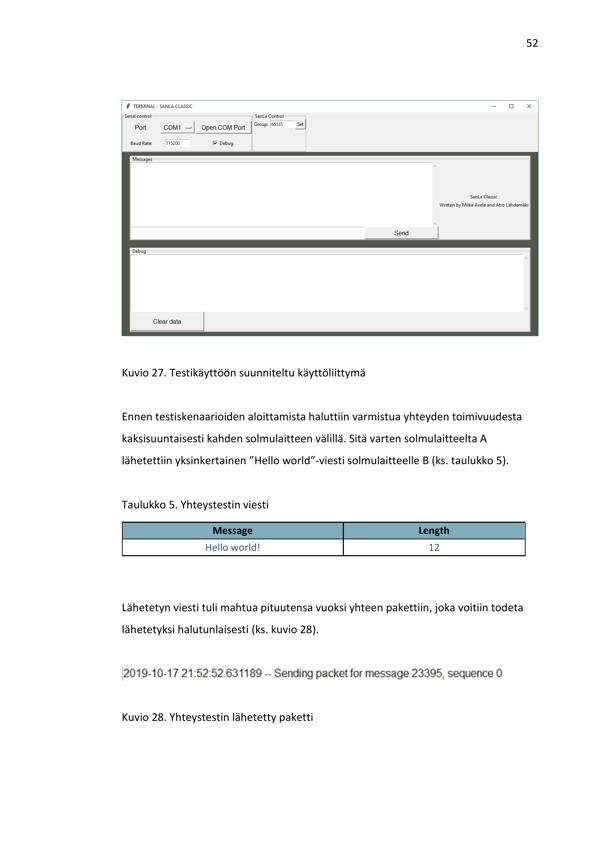 52
TERMINAL - SANLA CLASSIC
Serial control
SanLa Control
Port:
COM1
Open COM Port
Group: 65535
Set
Baud Rate:
115200
Debug
Messages
SanLa Classic
Written by Miika Avela and Atro Lähdemäki
Send
Debug
Clear data
Kuvio 27. Testikäyttöön suunniteltu käyttöliittymä
Ennen testiskenaarioiden aloittamista haluttiin varmistua yhteyden toimivuudesta
kaksisuuntaisesti kahden solmulaitteen välillä. Sitä varten solmulaitteelta A
lähetettiin yksinkertainen ”Hello world”-viesti solmulaitteelle B (ks. taulukko 5).
Taulukko 5. Yhteystestin viesti
Message Length
Hello world! 12
Lähetetyn viesti tuli mahtua pituutensa vuoksi yhteen pakettiin, joka voitiin todeta
lähetetyksi halutunlaisesti (ks. kuvio 28).
2019-10-17 21:52:52.631189 -- Sending packet for message 23395, sequence 0
Kuvio 28. Yhteystestin lähetetty paketti